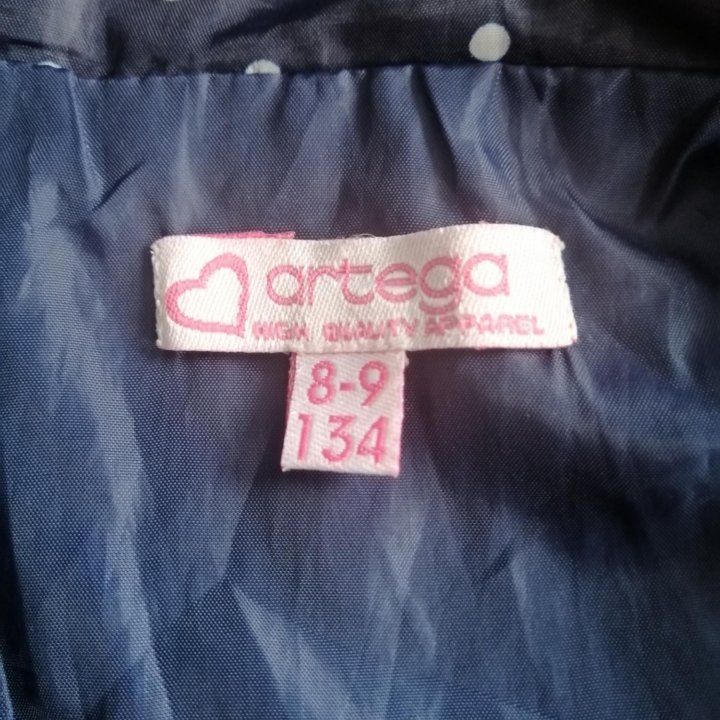 artega
HIGH QUALITY APPAREL
8-9
134